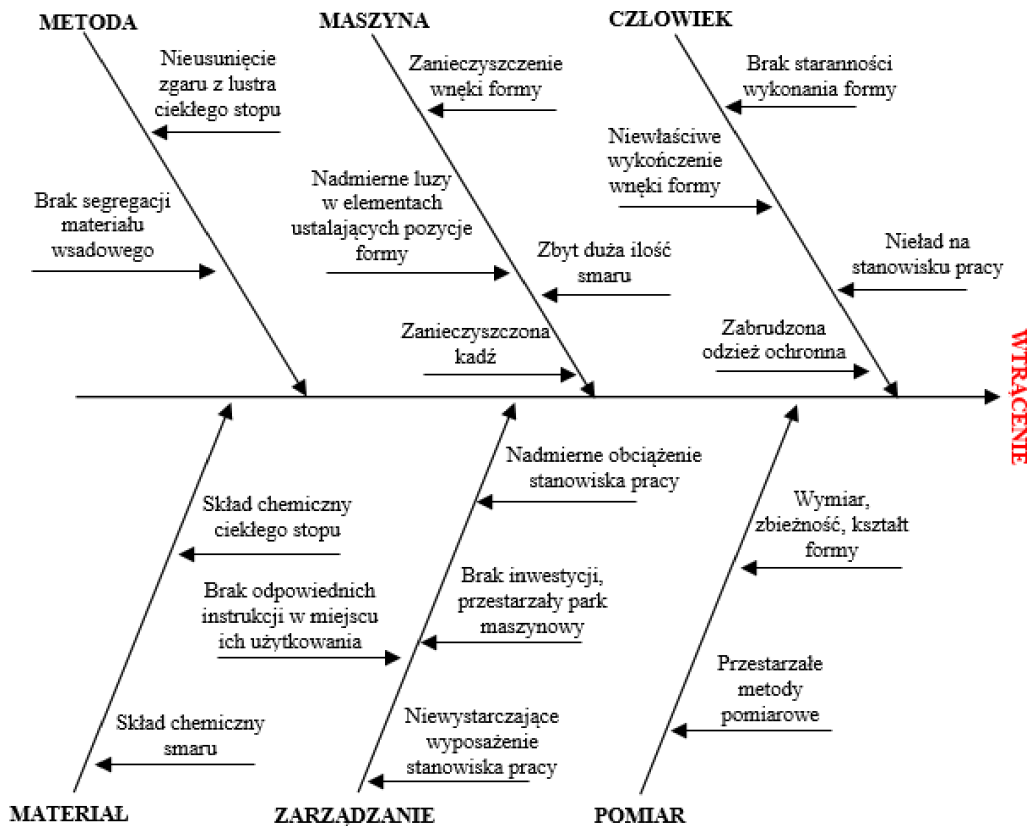 METODA
MASZYNA
CZŁOWIEK
Nieusunięcie
zgaru z lustra
ciekłego stopu
Brak segregacji
materiału
wsadowego
Zanieczyszczenie
wnęki formy
Nadmierne luzy
w elementach
ustalających pozycje
formy
Zbyt duża ilość
smaru
Zanieczyszczona
kadź
Brak staranności
wykonania formy
Niewłaściwe
wykończenie
wnęki formy
Nieład na
stanowisku pracy
Zabrudzona
odzież ochronna
WTRĄCENIE
Skład chemiczny
ciekłego stopu
Skład chemiczny
smaru
Nadmierne obciążenie
stanowiska pracy
Brak odpowiednich
instrukcji w miejscu
ich użytkowania
Brak inwestycji,
przestarzały park
maszynowy
Niewystarczające
wyposażenie
stanowiska pracy
Wymiar,
zbieżność, kształt
formy
Przestarzałe
metody
pomiarowe
MATERIAŁ
ZARZĄDZANIE
POMIAR